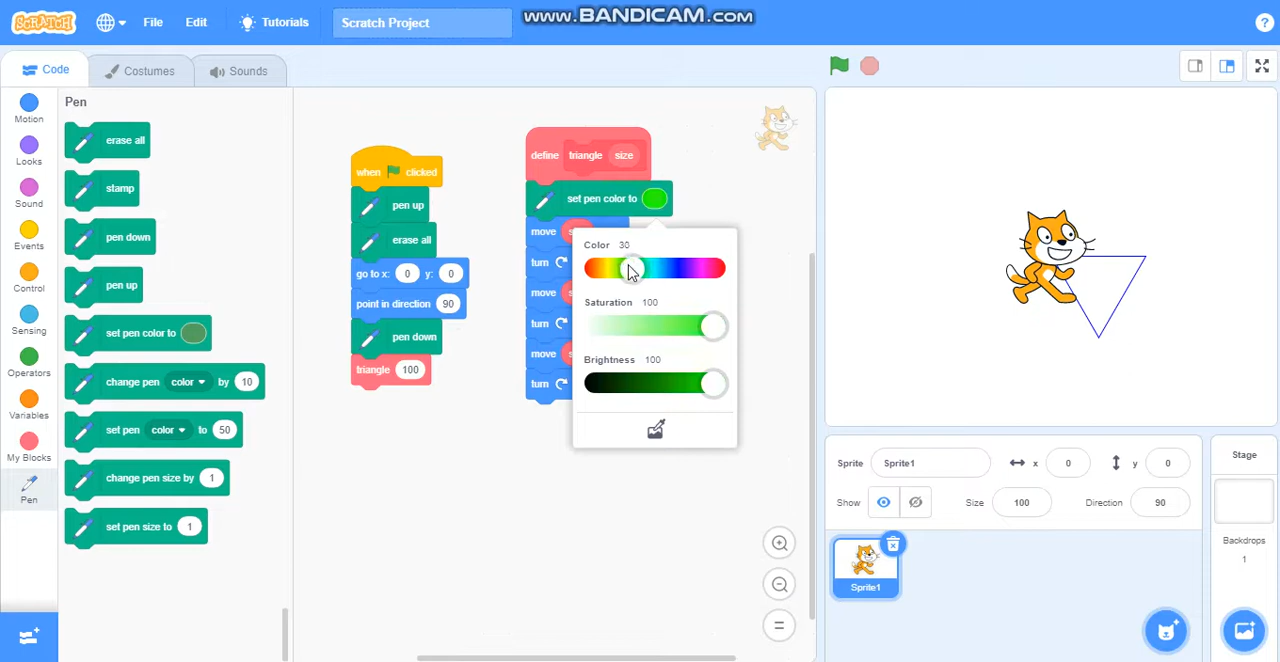 SCRATCH
File
Edit
Tutorials
Scratch Project
www.BANDICAM.com
?
Code
Costumes
Sounds
Motion
Looks
Sound
Events
Control
Sensing
Operators
Variables
My Blocks
Pen
Pen
erase all
stamp
pen down
pen up
set pen color to
change pen color by 10
set pen color to 50
change pen size by 1
set pen size to 1
when clicked
pen up
erase all
go to x: 0 y: 0
point in direction 90
pen down
triangle 100
define triangle size
set pen color to
move
turn
move
turn
move
turn
Color 30
Saturation 100
Brightness 100
Sprite Sprite1 x 0 y 0
Show Size 100 Direction 90
Sprite1
Stage
Backdrops
1